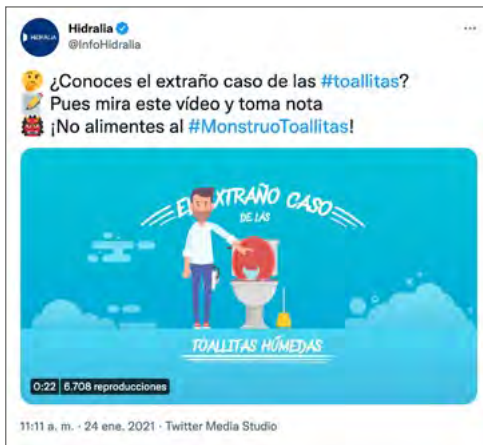 HIDRALIA
Hidralia
@InfoHidralia
¿Conoces el extraño caso de las #toallitas?
Pues mira este vídeo y toma nota
¡No alimentes al #MonstruoToallitas!
EL EXTRAÑO CASO
DE LAS
TOALLITAS HÚMEDAS
0:22 6.708 reproducciones
11:11 a. m. · 24 ene. 2021 · Twitter Media Studio